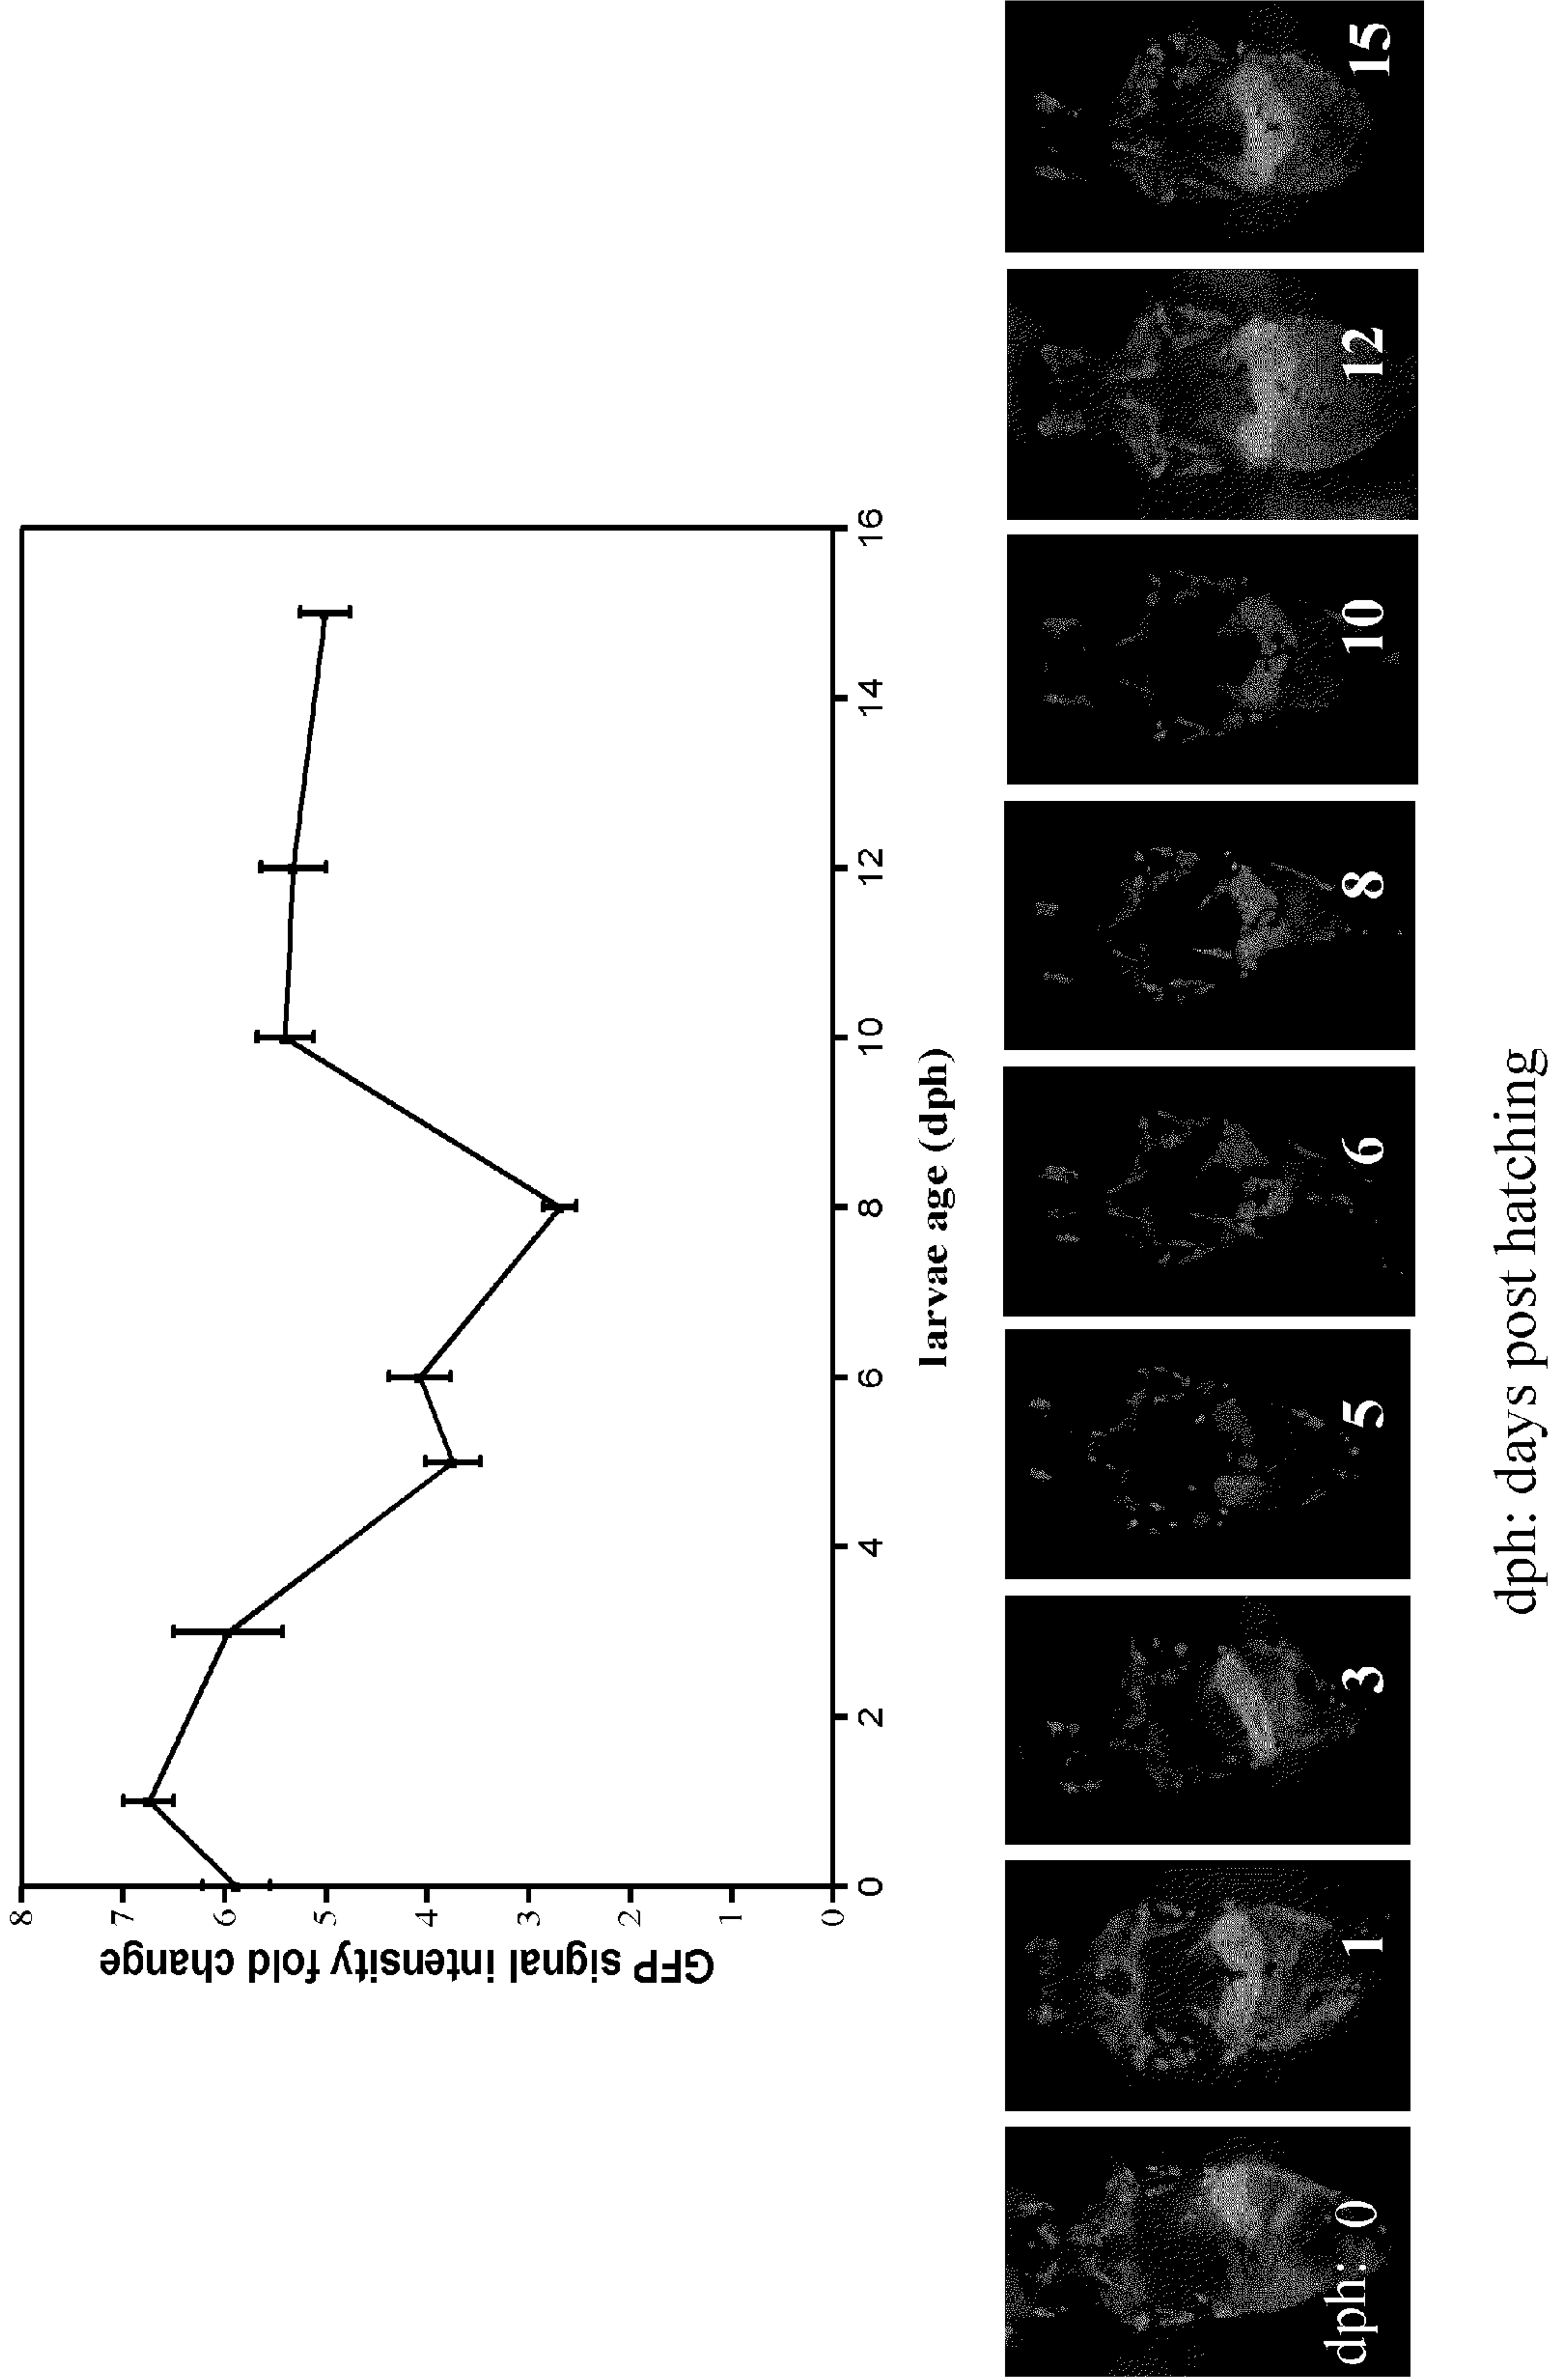 GFP signal intensity fold change
8
7
6
5
4
3
2
1
0
0 2 4 6 8 10 12 14 16
larvae age (dph)
dph: 0 1 3 5 6 8 10 12 15
dph: days post hatching